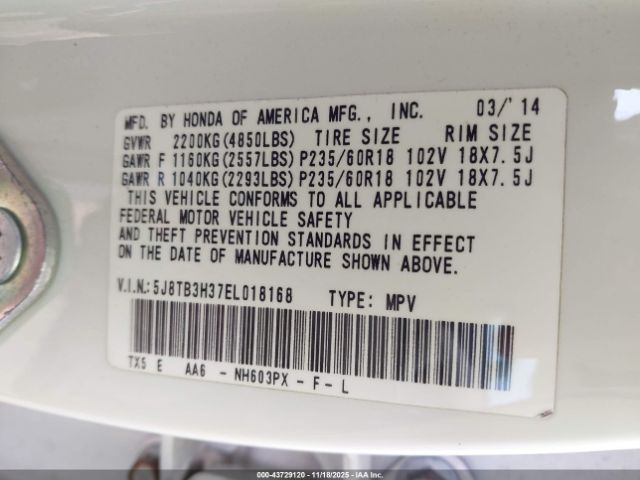 MFD. BY HONDA OF AMERICA MFG., INC. 03/'14
GVWR 2200KG(4850LBS) TIRE SIZE RIM SIZE
GAWR F 1160KG(2557LBS) P235/60R18 102V 18X7.5J
GAWR R 1040KG(2293LBS) P235/60R18 102V 18X7.5J
THIS VEHICLE CONFORMS TO ALL APPLICABLE
FEDERAL MOTOR VEHICLE SAFETY
AND THEFT PREVENTION STANDARDS IN EFFECT
ON THE DATE OF MANUFACTURE SHOWN ABOVE.
V.I.N.:5J8TB3H37EL018168 TYPE: MPV
TX5 E AA6 - NH603PX - F - L
000-43729120 - 11/18/2025 - IAAI.COM